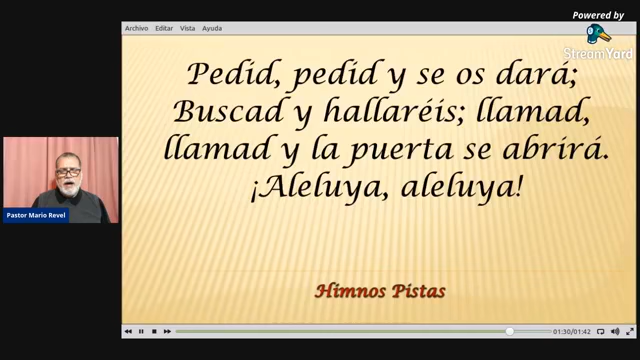 Powered by
StreamYard
Archivo Editar Vista Ayuda
Pedid, pedid y se os dará;
Buscad y hallaréis; llamad,
llamad y la puerta se abrirá.
¡Aleluya, aleluya!
Himnos Pistas
Pastor Mario Revel
01:30/01:42